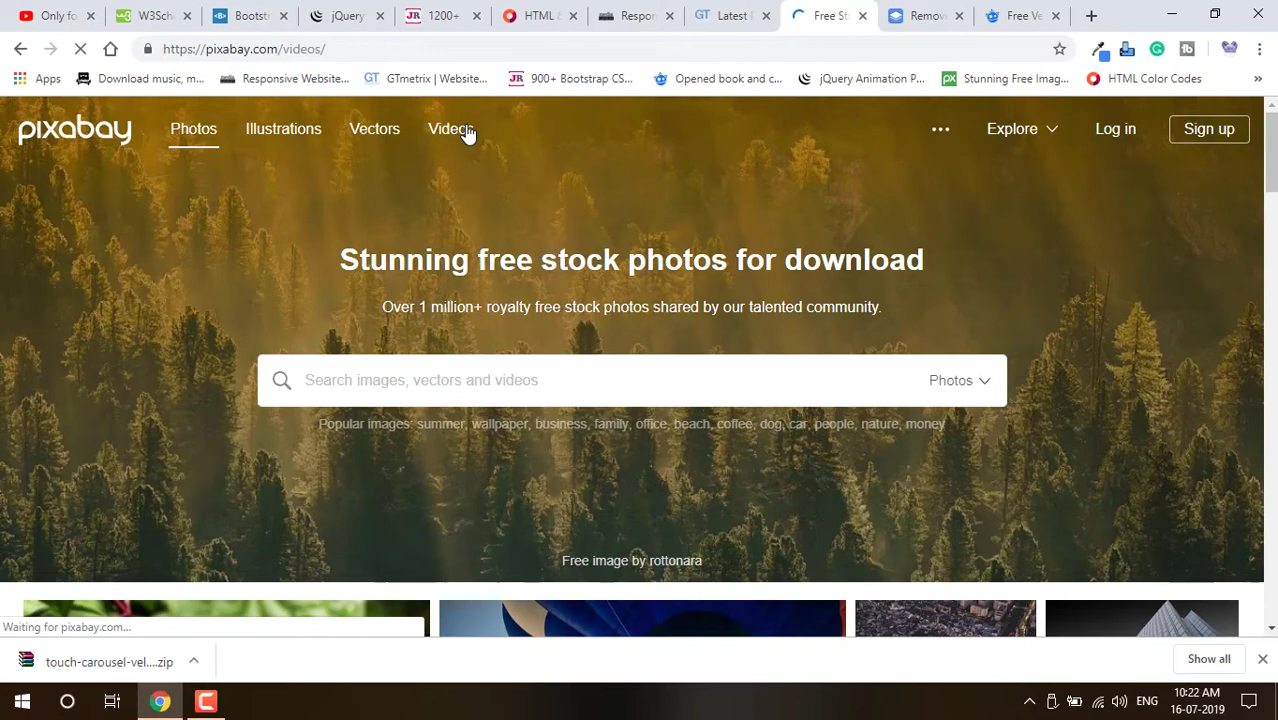 Only fo
W3Sch
Bootst
jQuery
1200+
HTML &
Respor
Latest E
Free St
Remov
Free Ve
https://pixabay.com/videos/
Apps
Download music, m...
Responsive Website...
GTmetrix | Website...
900+ Bootstrap CS...
Opened book and c...
jQuery Animation P...
Stunning Free Imag...
HTML Color Codes
»
pixabay
Photos
Illustrations
Vectors
Videos
Explore
Log in
Sign up
Stunning free stock photos for download
Over 1 million+ royalty free stock photos shared by our talented community.
Search images, vectors and videos
Photos
Popular images: summer, wallpaper, business, family, office, beach, coffee, dog, car, people, nature, money
Free image by rottonara
Waiting for pixabay.com...
touch-carousel-vel....zip
Show all
ENG
10:22 AM
16-07-2019